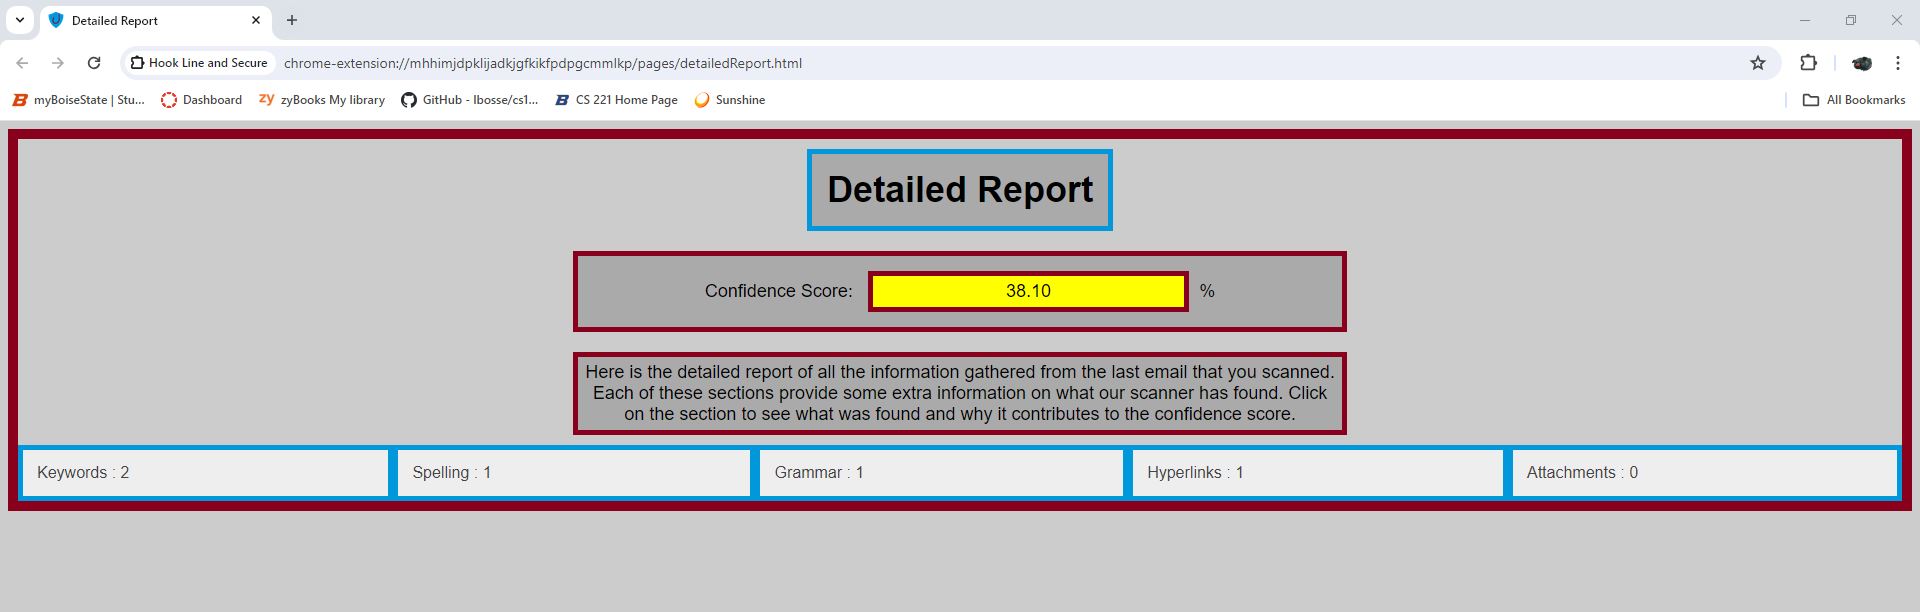 Detailed Report
Hook Line and Secure
chrome-extension://mhhimjdpklijadkjgfkikfpdpgcmmlkp/pages/detailedReport.html
myBoiseState | Stu...
Dashboard
zy
zyBooks My library
GitHub - lbosse/cs1...
CS 221 Home Page
Sunshine
All Bookmarks
Detailed Report
Confidence Score: 38.10 %
Here is the detailed report of all the information gathered from the last email that you scanned.
Each of these sections provide some extra information on what our scanner has found. Click
on the section to see what was found and why it contributes to the confidence score.
Keywords : 2
Spelling : 1
Grammar : 1
Hyperlinks : 1
Attachments : 0